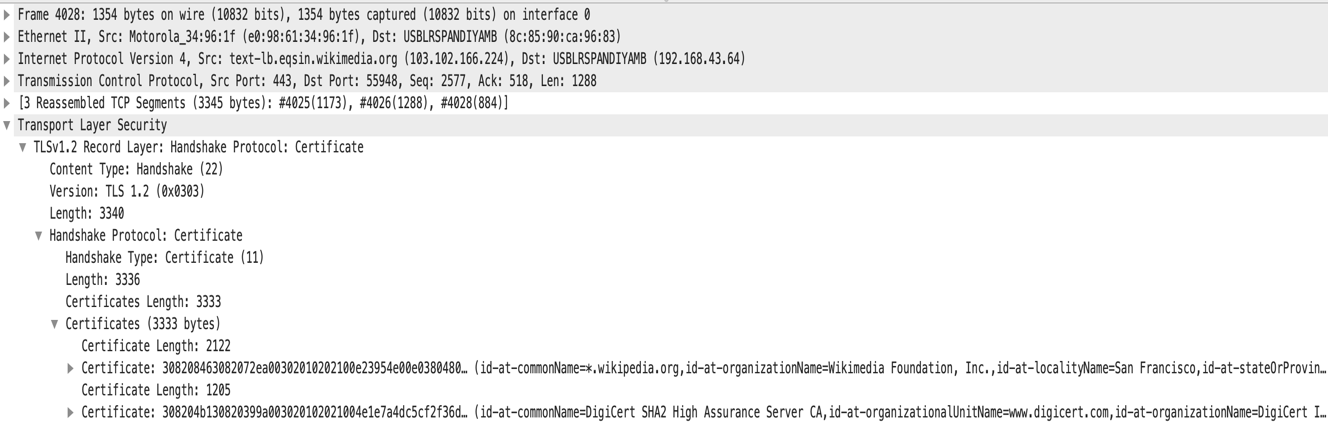 Frame 4028: 1354 bytes on wire (10832 bits), 1354 bytes captured (10832 bits) on interface 0
Ethernet II, Src: Motorola_34:96:1f (e0:98:61:34:96:1f), Dst: USBLRSPANDIYAMB (8c:85:90:ca:96:83)
Internet Protocol Version 4, Src: text-lb.eqsin.wikimedia.org (103.102.166.224), Dst: USBLRSPANDIYAMB (192.168.43.64)
Transmission Control Protocol, Src Port: 443, Dst Port: 55948, Seq: 2577, Ack: 518, Len: 1288
[3 Reassembled TCP Segments (3345 bytes): #4025(1173), #4026(1288), #4028(884)]
Transport Layer Security
TLSv1.2 Record Layer: Handshake Protocol: Certificate
Content Type: Handshake (22)
Version: TLS 1.2 (0x0303)
Length: 3340
Handshake Protocol: Certificate
Handshake Type: Certificate (11)
Length: 3336
Certificates Length: 3333
Certificates (3333 bytes)
Certificate Length: 2122
Certificate: 308208463082072ea00302010202100e23954e00e0380480… (id-at-commonName=*.wikipedia.org,id-at-organizationName=Wikimedia Foundation, Inc.,id-at-localityName=San Francisco,id-at-stateOrProvin…
Certificate Length: 1205
Certificate: 308204b130820399a003020102021004e1e7a4dc5cf2f36d… (id-at-commonName=DigiCert SHA2 High Assurance Server CA,id-at-organizationalUnitName=www.digicert.com,id-at-organizationName=DigiCert I…